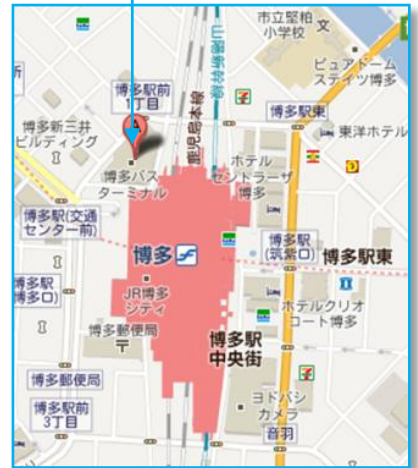 市立堅粕
小学校
文
ピュアドーム
ステイツ博多
博多駅前
1丁目
鹿児島本線
博多駅東
博多新三井
ビルディング
東洋ホテル
博多バス
ターミナル
ホテル
セントラーザ
博多
博多駅(交通
センター前)
博多
博多駅
(筑紫口)
博多駅東
博多駅
博多口)
JR博多
シティ
ホテルクリオ
コート博多
博多郵便局
〒
博多駅
中央街
博多郵便局
博多駅前
3丁目
ヨドバシ
カメラ
音羽